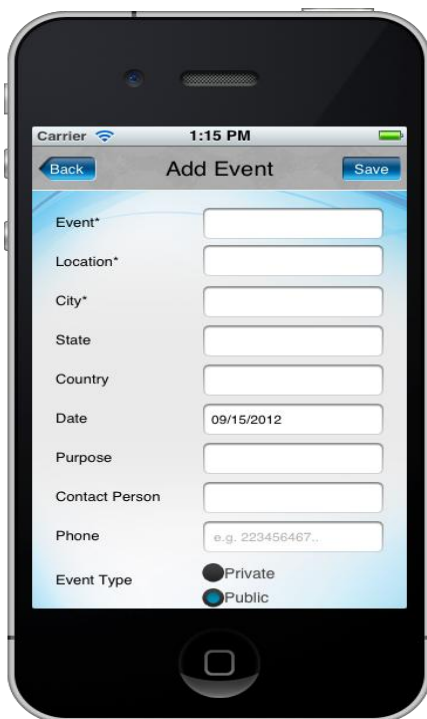 Carrier 1:15 PM
Back Add Event Save
Event*
Location*
City*
State
Country
Date 09/15/2012
Purpose
Contact Person
Phone e.g. 223456467..
Event Type Private
Public